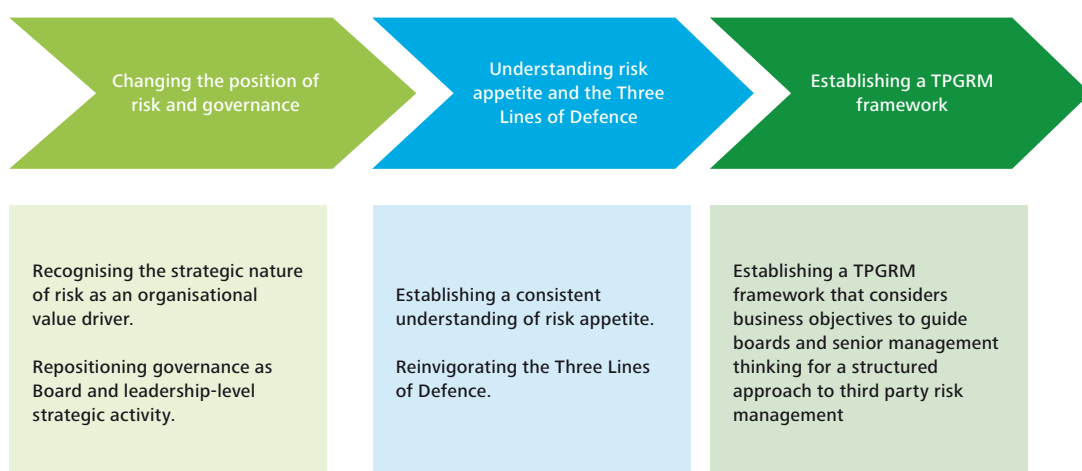 Changing the position of
risk and governance
Understanding risk
appetite and the Three
Lines of Defence
Establishing a TPGRM
framework
Recognising the strategic nature
of risk as an organisational
value driver.
Repositioning governance as
Board and leadership-level
strategic activity.
Establishing a consistent
understanding of risk appetite.
Reinvigorating the Three Lines
of Defence.
Establishing a TPGRM
framework that considers
business objectives to guide
boards and senior management
thinking for a structured
approach to third party risk
management